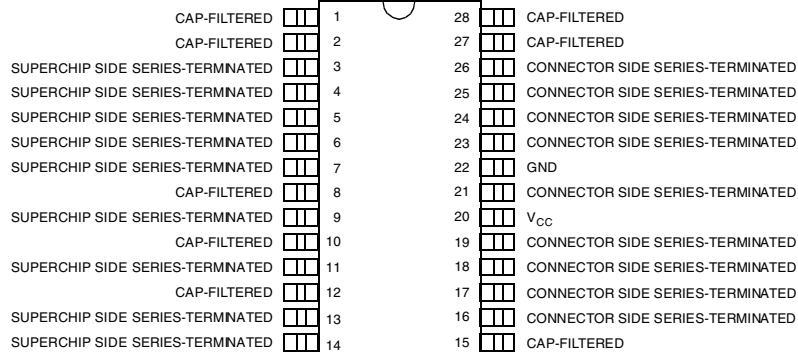 CAP-FILTERED 1 28 CAP-FILTERED
CAP-FILTERED 2 27 CAP-FILTERED
SUPERCHIP SIDE SERIES-TERMINATED 3 26 CONNECTOR SIDE SERIES-TERMINATED
SUPERCHIP SIDE SERIES-TERMINATED 4 25 CONNECTOR SIDE SERIES-TERMINATED
SUPERCHIP SIDE SERIES-TERMINATED 5 24 CONNECTOR SIDE SERIES-TERMINATED
SUPERCHIP SIDE SERIES-TERMINATED 6 23 CONNECTOR SIDE SERIES-TERMINATED
SUPERCHIP SIDE SERIES-TERMINATED 7 22 GND
CAP-FILTERED 8 21 CONNECTOR SIDE SERIES-TERMINATED
SUPERCHIP SIDE SERIES-TERMINATED 9 20 VCC
CAP-FILTERED 10 19 CONNECTOR SIDE SERIES-TERMINATED
SUPERCHIP SIDE SERIES-TERMINATED 11 18 CONNECTOR SIDE SERIES-TERMINATED
CAP-FILTERED 12 17 CONNECTOR SIDE SERIES-TERMINATED
SUPERCHIP SIDE SERIES-TERMINATED 13 16 CONNECTOR SIDE SERIES-TERMINATED
SUPERCHIP SIDE SERIES-TERMINATED 14 15 CAP-FILTERED